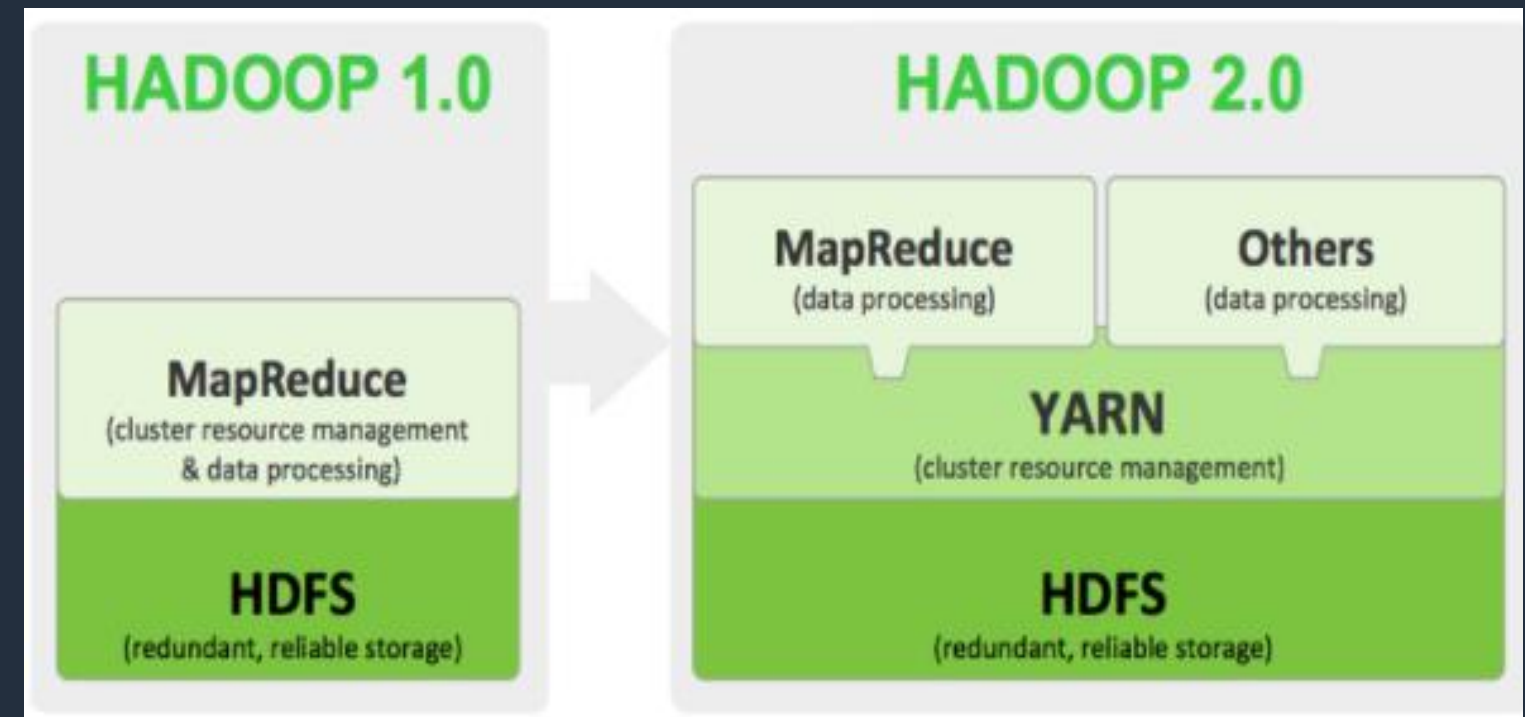 HADOOP 1.0
MapReduce
(cluster resource management
& data processing)
HDFS
(redundant, reliable storage)
HADOOP 2.0
MapReduce
(data processing)
Others
(data processing)
YARN
(cluster resource management)
HDFS
(redundant, reliable storage)